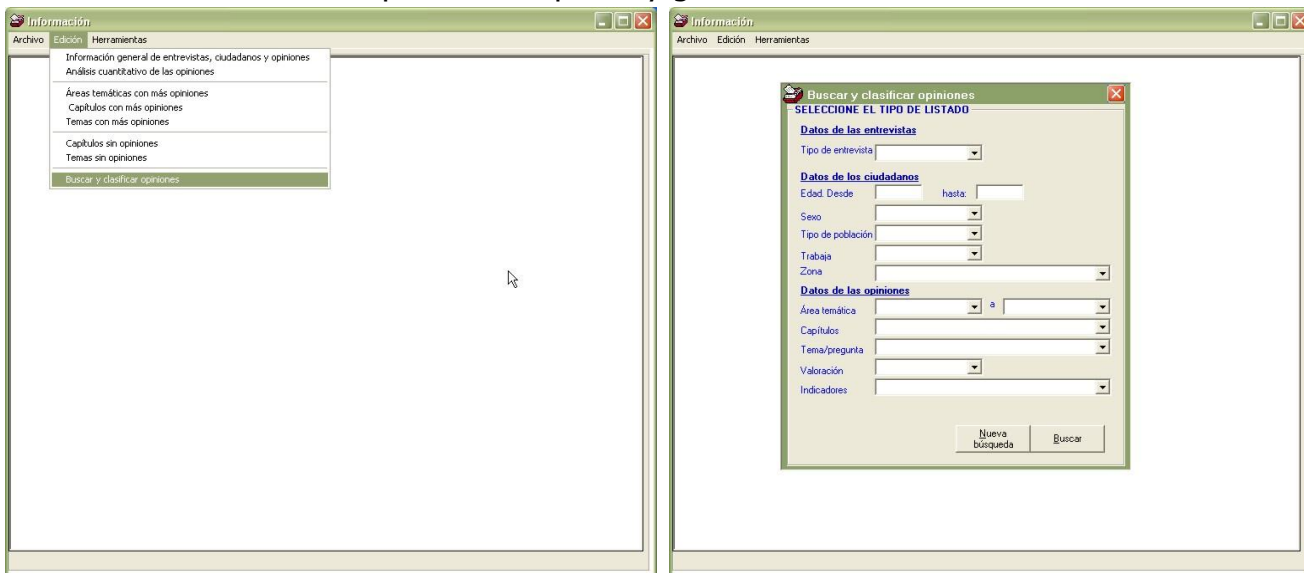 Información
Archivo Edición Herramientas
Información general de entrevistas, ciudadanos y opiniones
Análisis cuantitativo de las opiniones
Áreas temáticas con más opiniones
Capítulos con más opiniones
Temas con más opiniones
Capítulos sin opiniones
Temas sin opiniones
Buscar y clasificar opiniones
Información
Archivo Edición Herramientas
Buscar y clasificar opiniones
SELECCIONE EL TIPO DE LISTADO
Datos de las entrevistas
Tipo de entrevista
Datos de los ciudadanos
Edad. Desde hasta:
Sexo
Tipo de población
Trabaja
Zona
Datos de las opiniones
Área temática a
Capítulos
Tema/pregunta
Valoración
Indicadores
Nueva
búsqueda Buscar